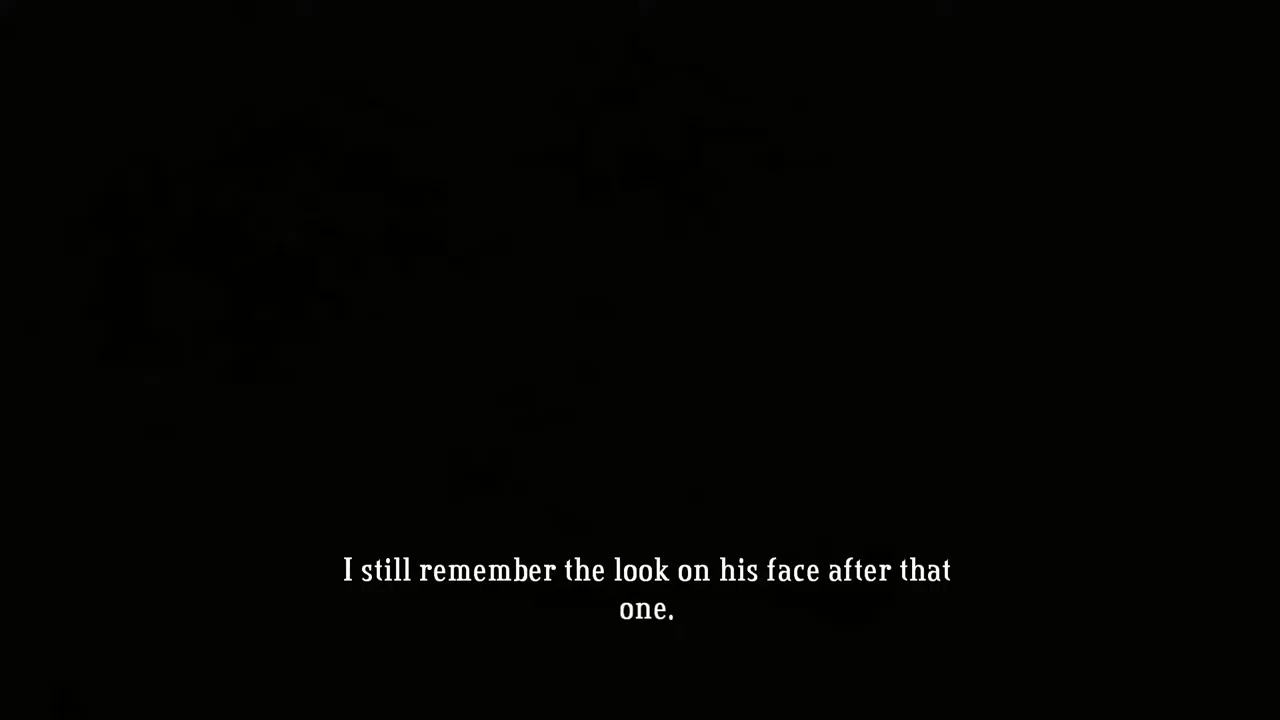 I still remember the look on his face after that
one.